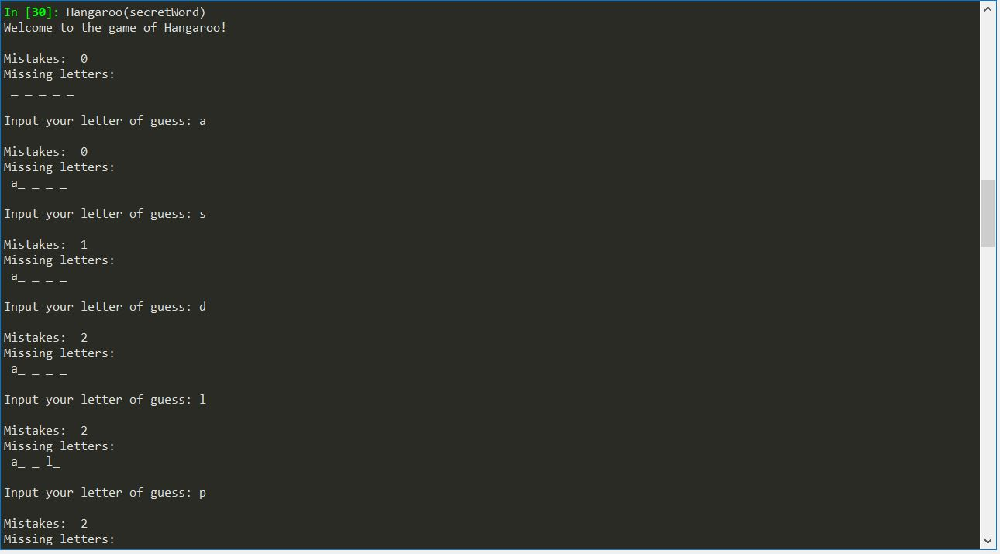 In [30]: Hangaroo(secretWord)
Welcome to the game of Hangaroo!
Mistakes:  0
Missing letters:
 _ _ _ _ _
Input your letter of guess: a
Mistakes:  0
Missing letters:
 a_ _ _ _
Input your letter of guess: s
Mistakes:  1
Missing letters:
 a_ _ _ _
Input your letter of guess: d
Mistakes:  2
Missing letters:
 a_ _ _ _
Input your letter of guess: l
Mistakes:  2
Missing letters:
 a_ _ l_
Input your letter of guess: p
Mistakes:  2
Missing letters: